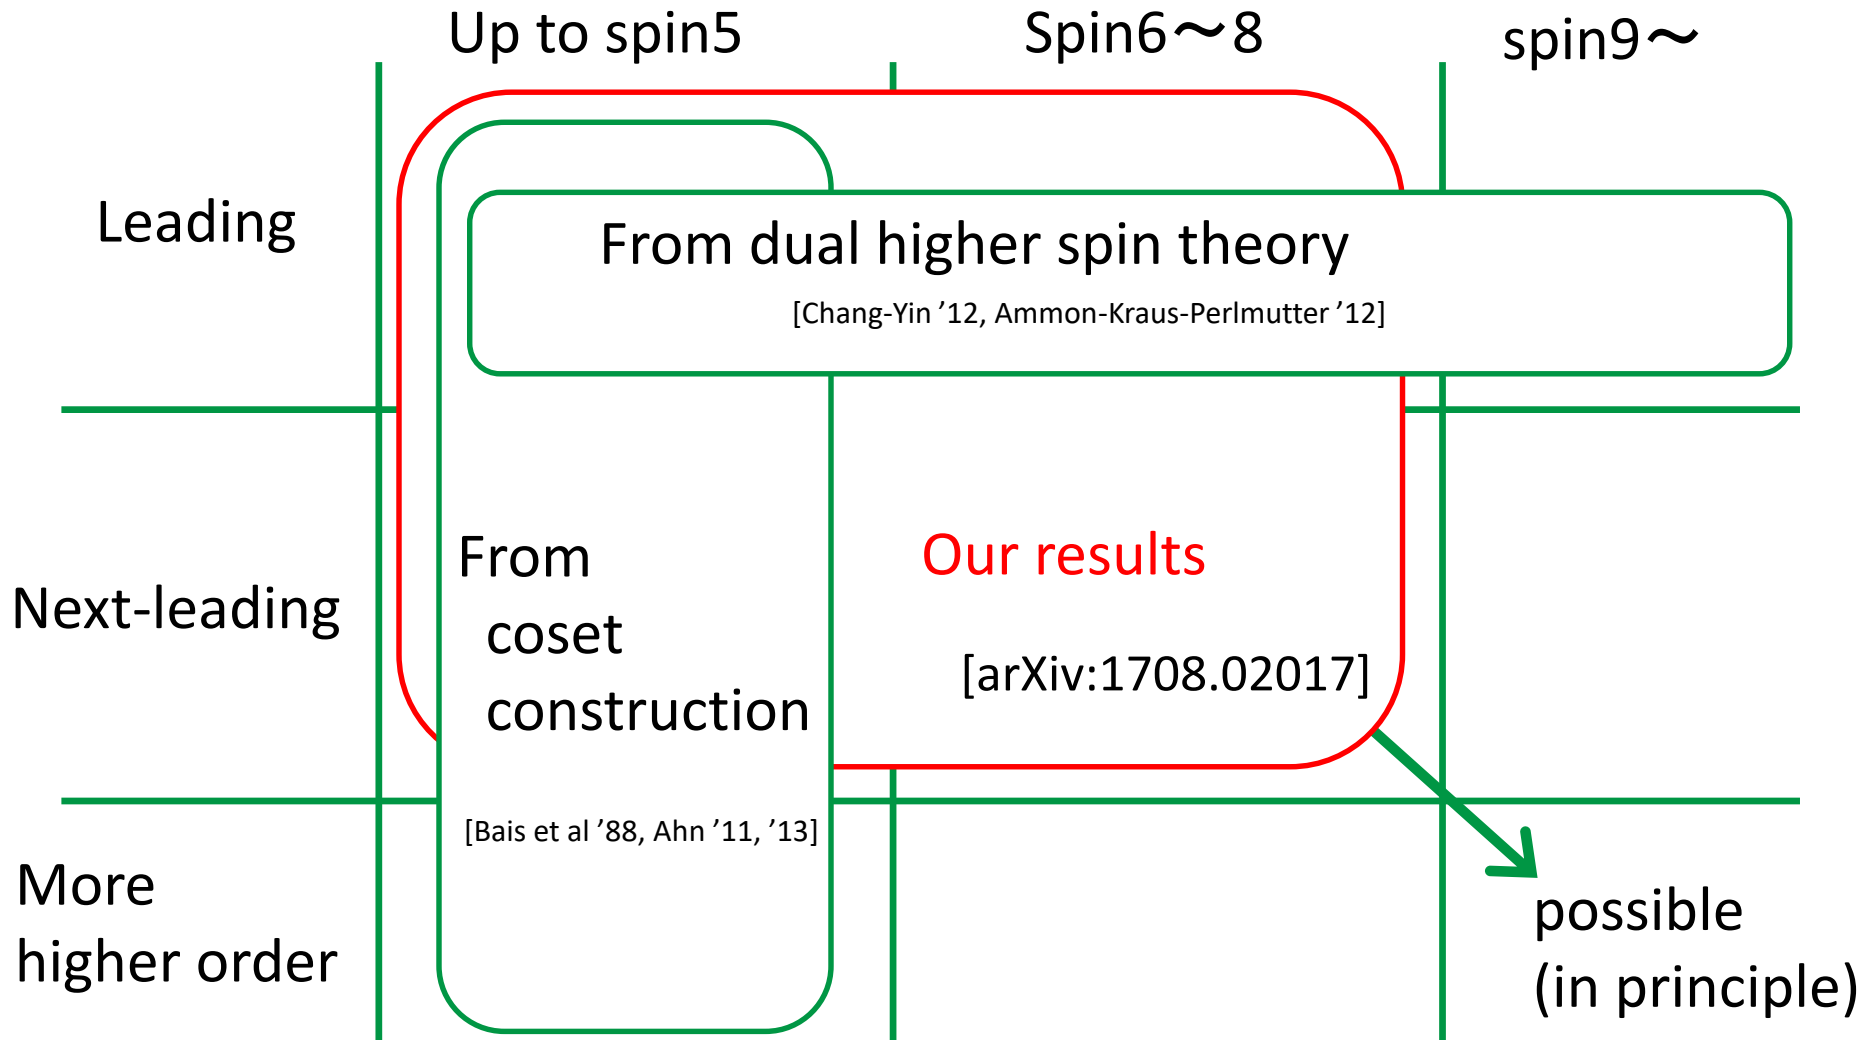 Up to spin5
Spin6～8
spin9～
Leading
From dual higher spin theory
[Chang-Yin ’12, Ammon-Kraus-Perlmutter ’12]
Next-leading
From
coset
construction
[Bais et al ’88, Ahn ’11, ’13]
Our results
[arXiv:1708.02017]
More
higher order
possible
(in principle)